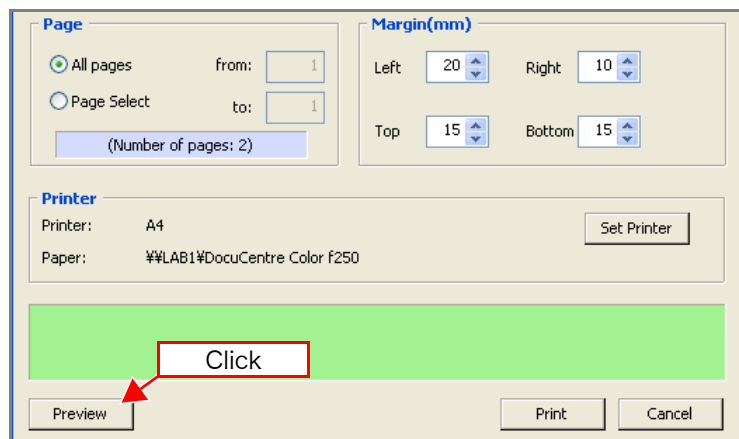 Page
All pages from: 1
Page Select to: 1
(Number of pages: 2)
Margin(mm)
Left 20 Right 10
Top 15 Bottom 15
Printer
Printer: A4
Set Printer
Paper: ¥¥LAB1¥DocuCentre Color f250
Click
Preview Print Cancel